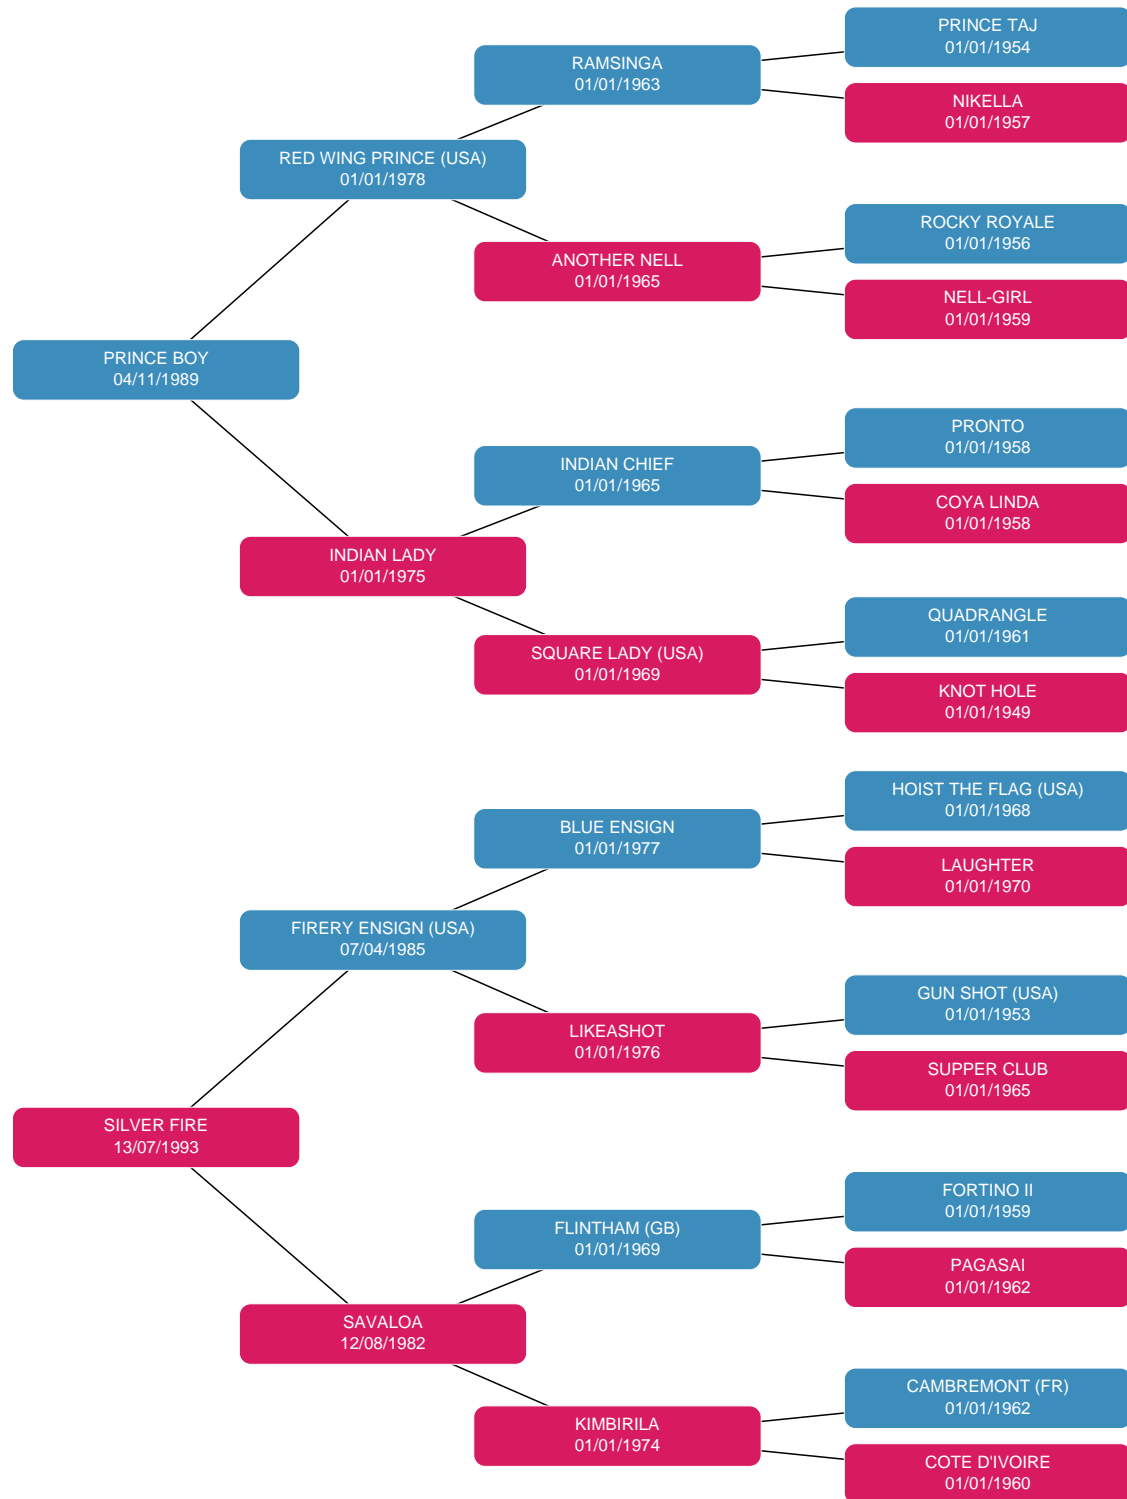 PRINCE TAJ
01/01/1954
RAMSINGA
01/01/1963
NIKELLA
01/01/1957
RED WING PRINCE (USA)
01/01/1978
ROCKY ROYALE
01/01/1956
ANOTHER NELL
01/01/1965
NELL-GIRL
01/01/1959
PRINCE BOY
04/11/1989
PRONTO
01/01/1958
INDIAN CHIEF
01/01/1965
COYA LINDA
01/01/1958
INDIAN LADY
01/01/1975
QUADRANGLE
01/01/1961
SQUARE LADY (USA)
01/01/1969
KNOT HOLE
01/01/1949
HOIST THE FLAG (USA)
01/01/1968
BLUE ENSIGN
01/01/1977
LAUGHTER
01/01/1970
FIRERY ENSIGN (USA)
07/04/1985
GUN SHOT (USA)
01/01/1953
LIKEASHOT
01/01/1976
SUPPER CLUB
01/01/1965
SILVER FIRE
13/07/1993
FORTINO II
01/01/1959
FLINTHAM (GB)
01/01/1969
PAGASAI
01/01/1962
SAVALOA
12/08/1982
CAMBREMONT (FR)
01/01/1962
KIMBIRILA
01/01/1974
COTE D'IVOIRE
01/01/1960